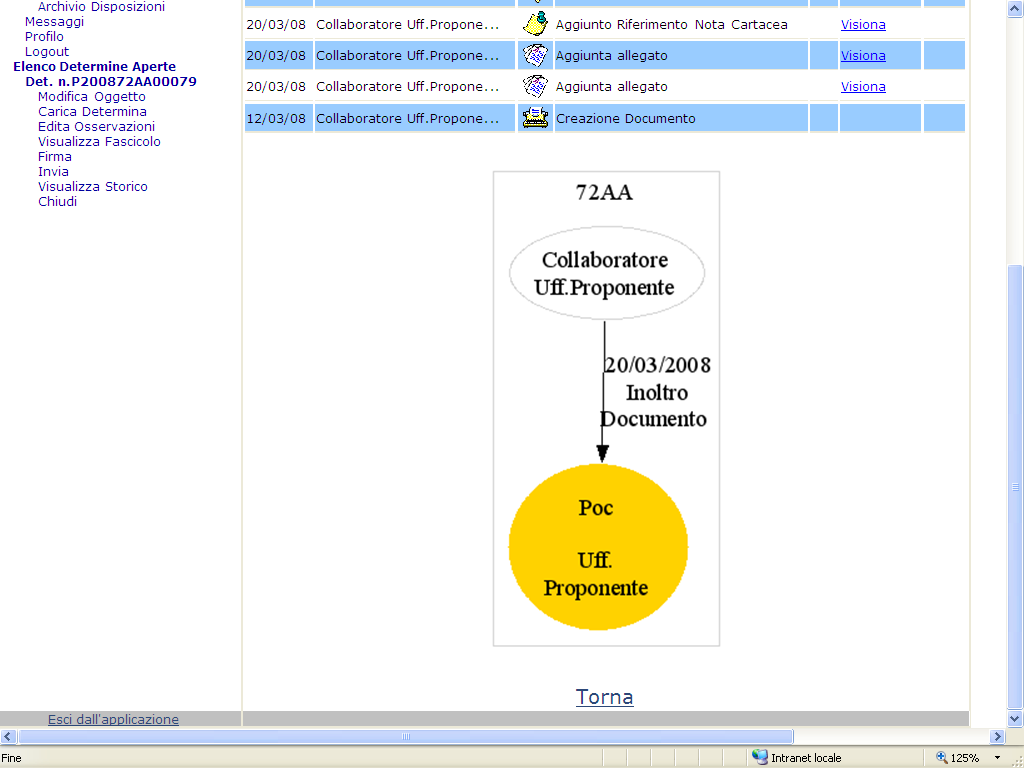 Archivio Disposizioni
Messaggi
Profilo
Logout
Elenco Determine Aperte
Det. n.P200872AA00079
Modifica Oggetto
Carica Determina
Edita Osservazioni
Visualizza Fascicolo
Firma
Invia
Visualizza Storico
Chiudi
Esci dall'applicazione
20/03/08 Collaboratore Uff.Propone... Aggiunto Riferimento Nota Cartacea Visiona
20/03/08 Collaboratore Uff.Propone... Aggiunta allegato Visiona
20/03/08 Collaboratore Uff.Propone... Aggiunta allegato Visiona
12/03/08 Collaboratore Uff.Propone... Creazione Documento
72AA
Collaboratore
Uff.Proponente
20/03/2008
Inoltro
Documento
Poc
Uff.
Proponente
Torna
Fine Intranet locale 125%